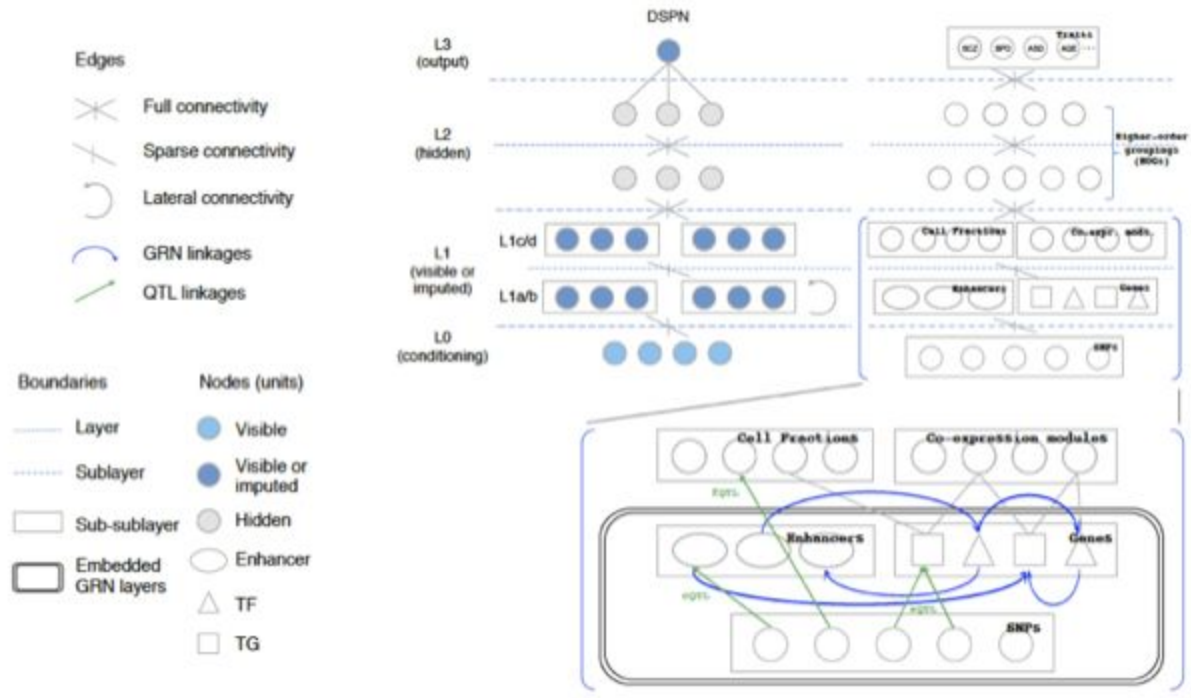 DSPN
L3
(output)
Traits
SCZ BPD ASD AGE ...
Edges
Full connectivity
Sparse connectivity
Lateral connectivity
GRN linkages
QTL linkages
L2
(hidden)
Higher-order
groupings
(HOGs)
L1c/d
L1
(visible or
imputed)
L1a/b
Cell Fractions
Co-expr. mods.
Enhancers
Genes
L0
(conditioning)
SNPs
Boundaries
Layer
Sublayer
Sub-sublayer
Embedded
GRN layers
Nodes (units)
Visible
Visible or
imputed
Hidden
Enhancer
TF
TG
Cell Fractions
Co-expression modules
Enhancers
Genes
eQTL
eQTL
SNPs